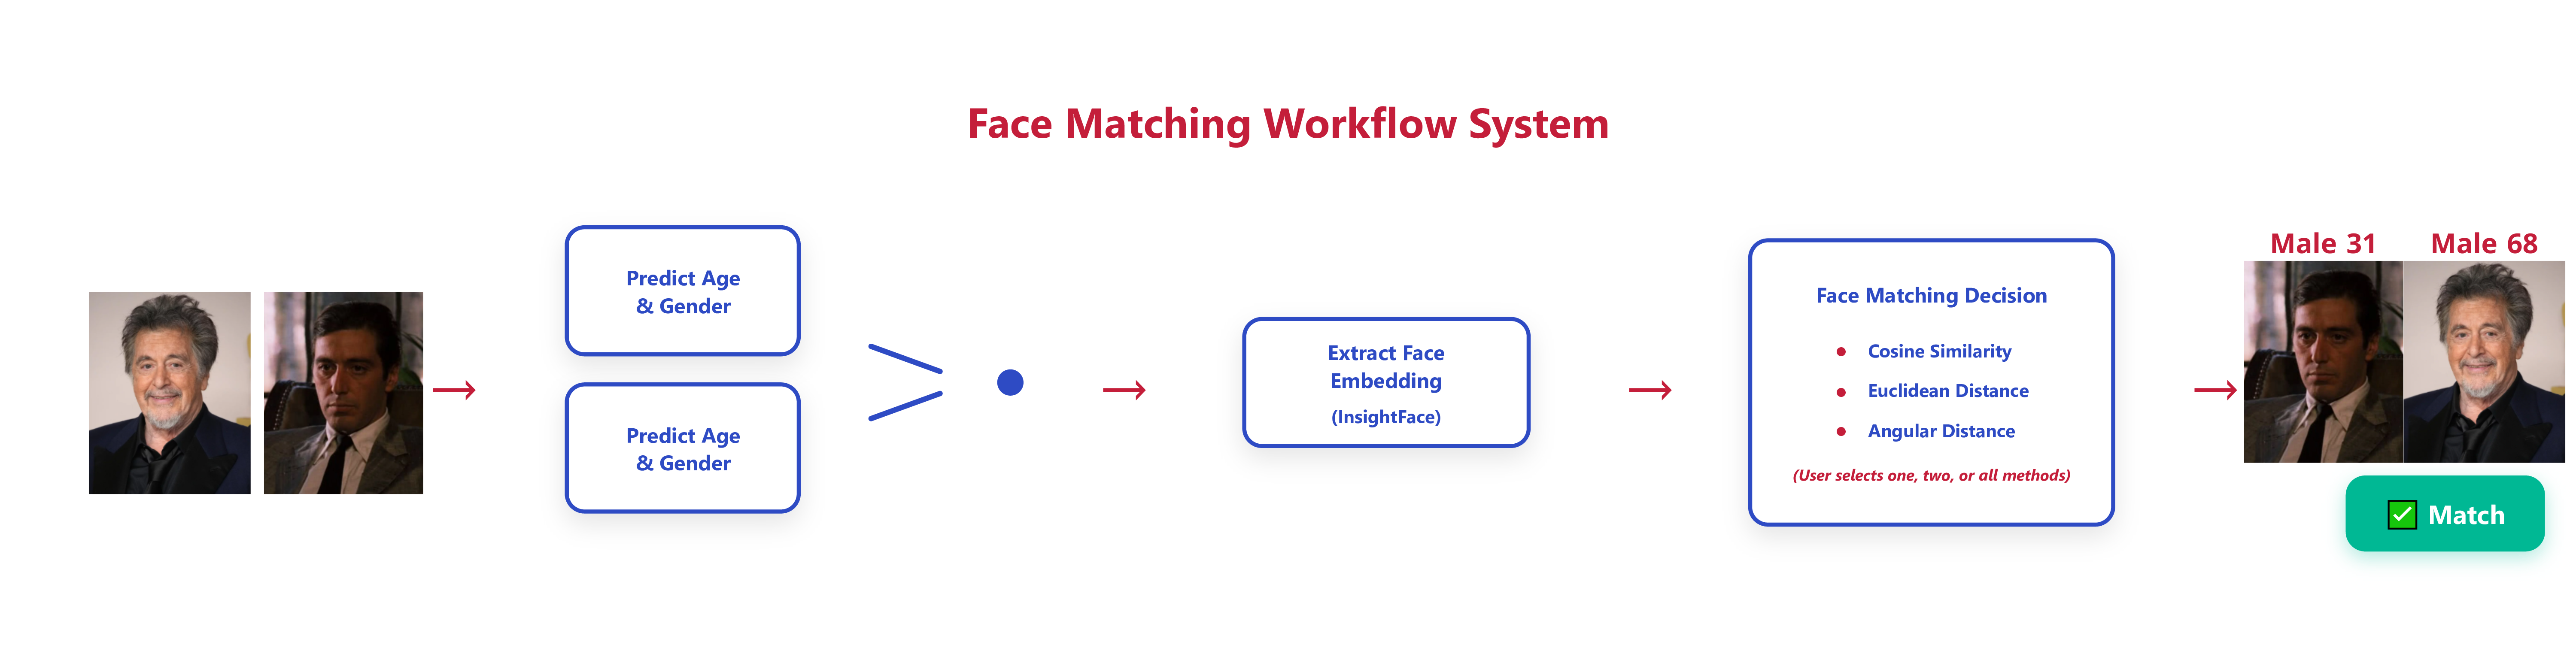 Face Matching Workflow System
Predict Age
& Gender
Predict Age
& Gender
Extract Face
Embedding
(InsightFace)
Face Matching Decision
Cosine Similarity
Euclidean Distance
Angular Distance
(User selects one, two, or all methods)
Male 31
Male 68
Match